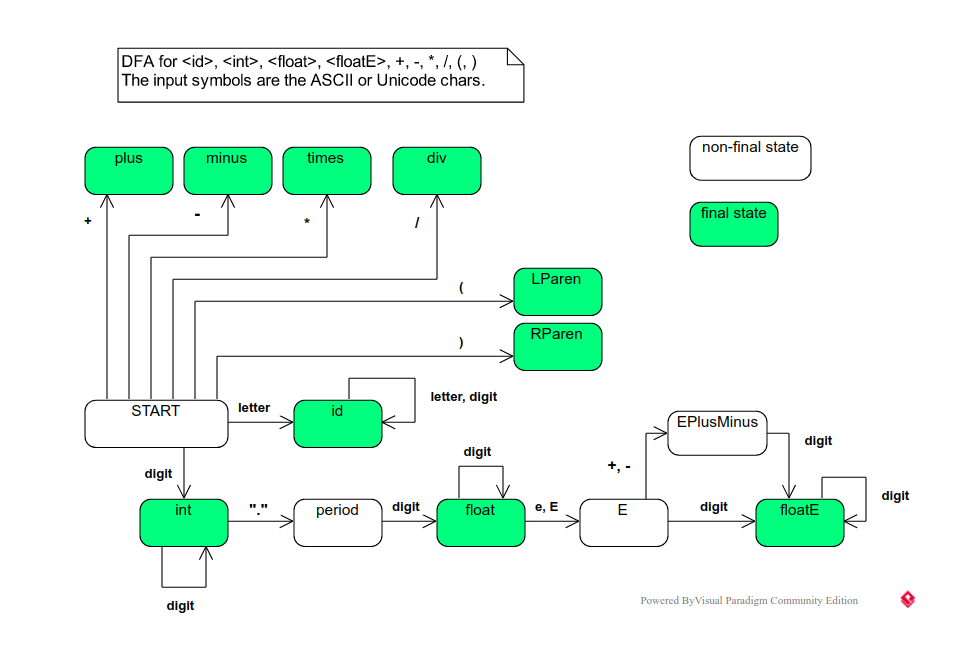 DFA for <id>, <int>, <float>, <floatE>, +, -, *, /, (, )
The input symbols are the ASCII or Unicode chars.
non-final state
plus
minus
times
div
final state
+
-
*
/
(
LParen
)
RParen
START
letter
id
letter, digit
EPlusMinus
digit
+, -
digit
digit
int
"."
period
digit
float
e, E
E
digit
floatE
digit
digit
Powered ByVisual Paradigm Community Edition